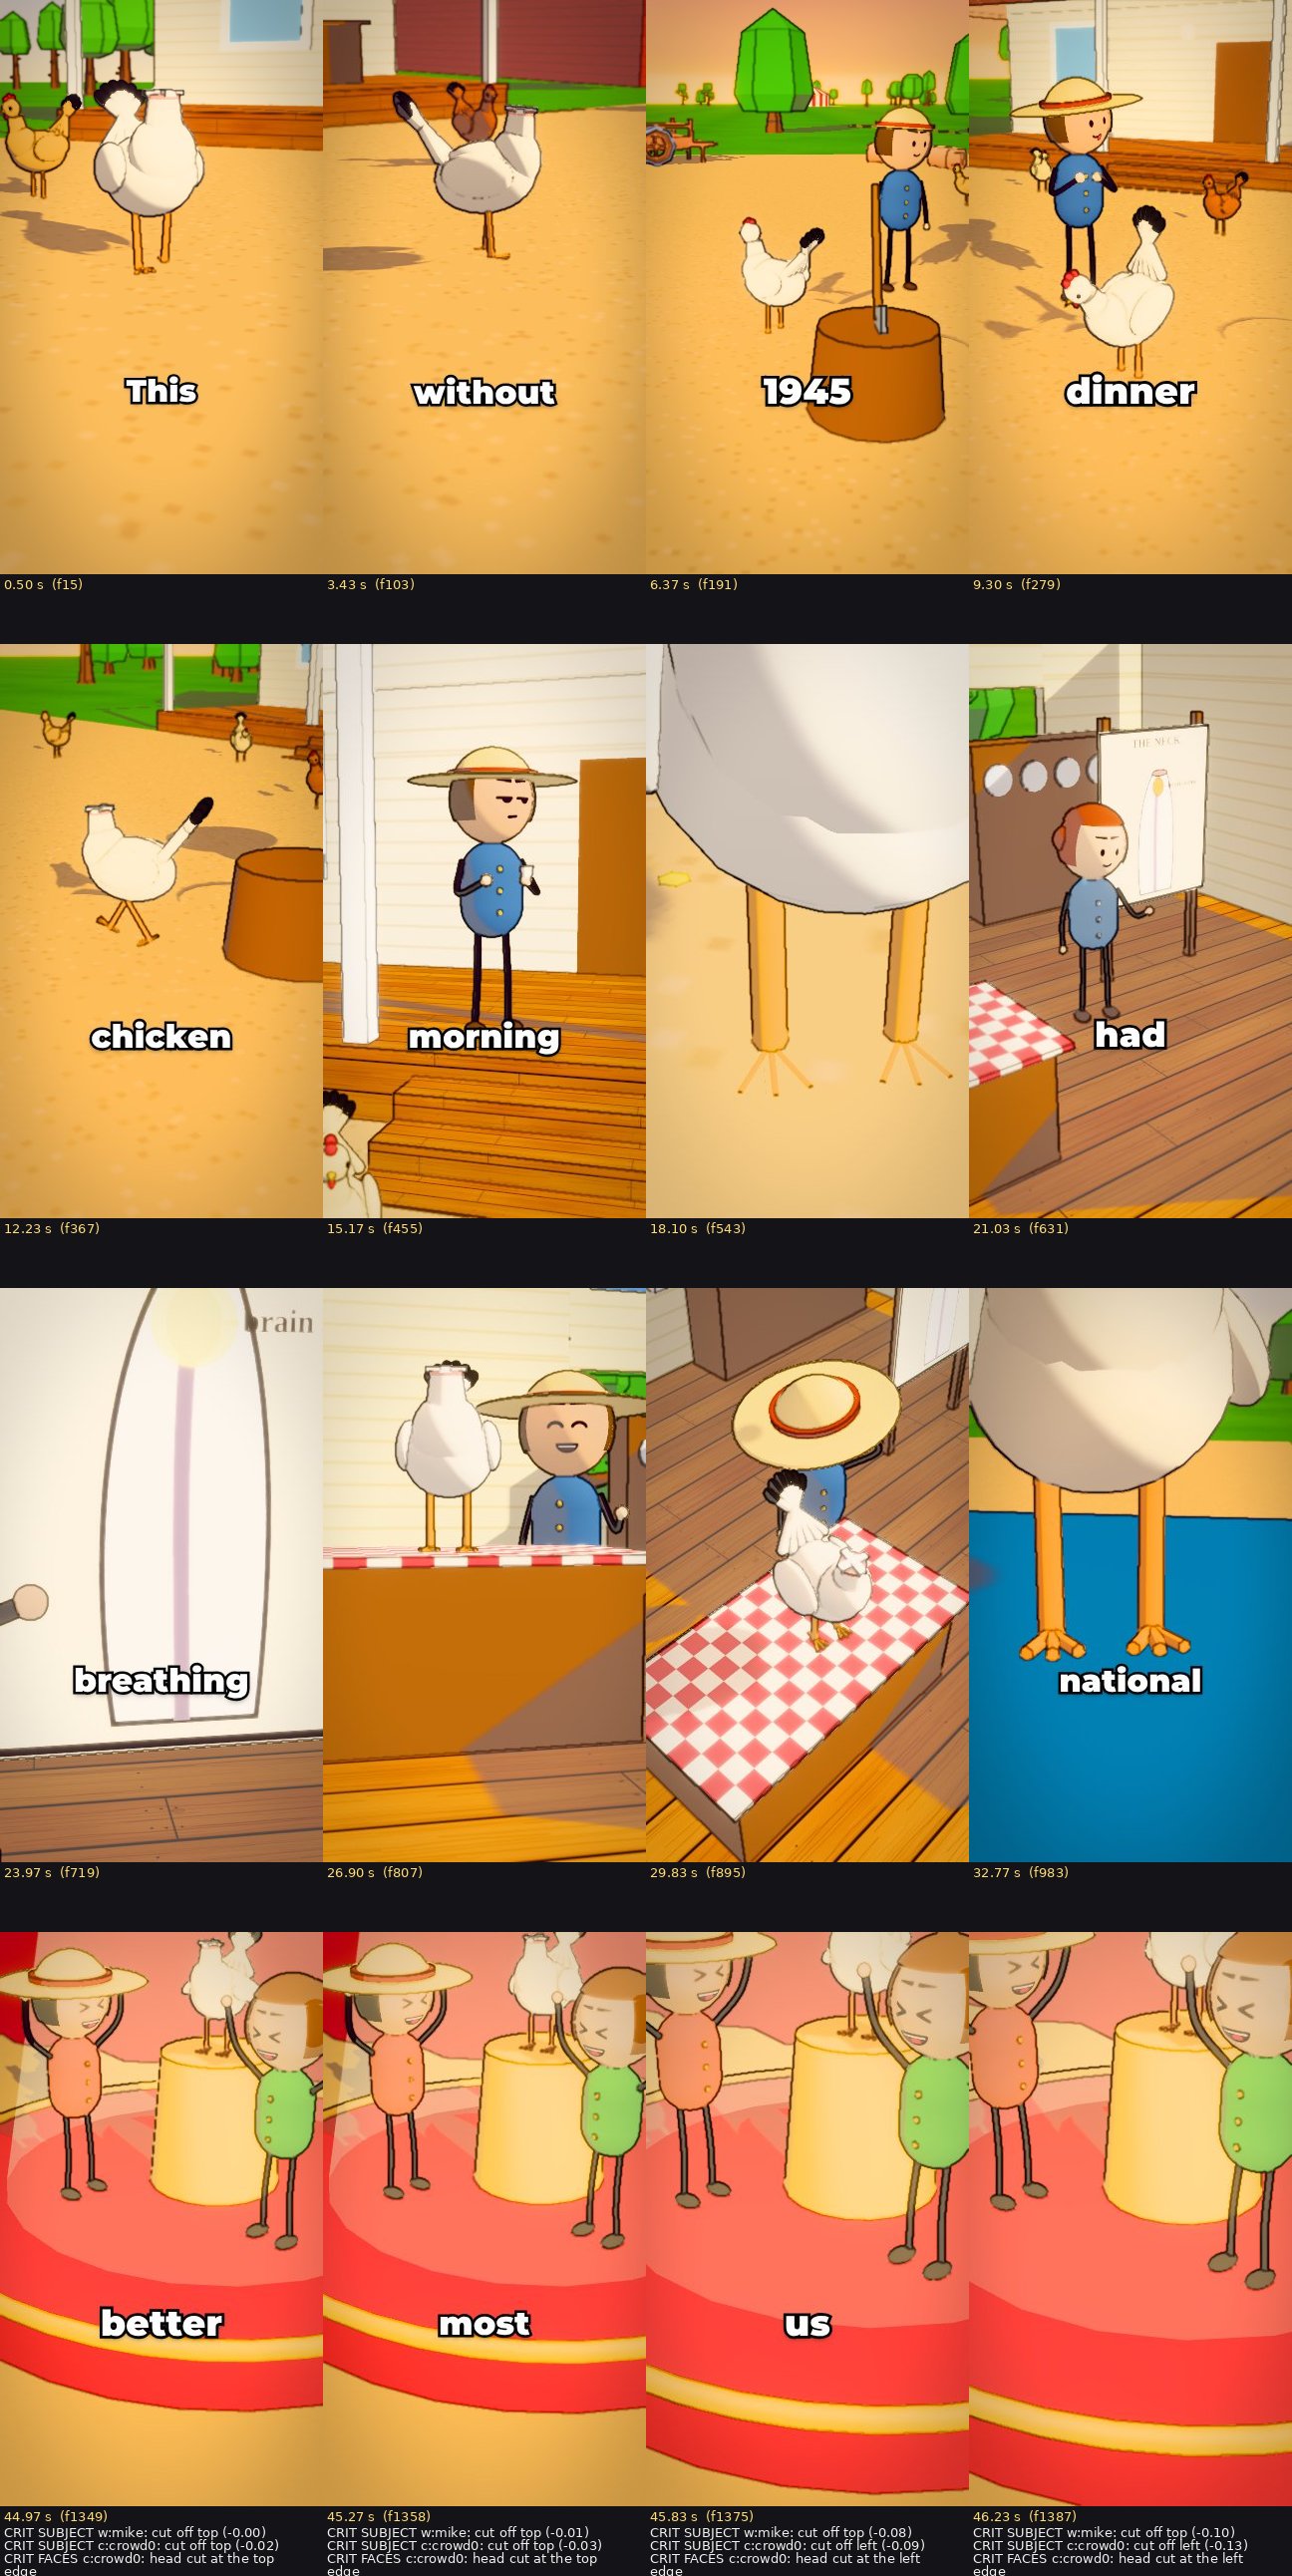 This
without
1945
dinner
0.50 s (f15)
3.43 s (f103)
6.37 s (f191)
9.30 s (f279)
THE NECK
chicken
morning
had
12.23 s (f367)
15.17 s (f455)
18.10 s (f543)
21.03 s (f631)
brain
breathing
national
23.97 s (f719)
26.90 s (f807)
29.83 s (f895)
32.77 s (f983)
better
most
us
44.97 s (f1349)
CRIT SUBJECT w:mike: cut off top (-0.00)
CRIT SUBJECT c:crowd0: cut off top (-0.02)
CRIT FACES c:crowd0: head cut at the top
edge
45.27 s (f1358)
CRIT SUBJECT w:mike: cut off top (-0.01)
CRIT SUBJECT c:crowd0: cut off top (-0.03)
CRIT FACES c:crowd0: head cut at the top
edge
45.83 s (f1375)
CRIT SUBJECT w:mike: cut off top (-0.08)
CRIT SUBJECT c:crowd0: cut off left (-0.09)
CRIT FACES c:crowd0: head cut at the left
edge
46.23 s (f1387)
CRIT SUBJECT w:mike: cut off top (-0.10)
CRIT SUBJECT c:crowd0: cut off left (-0.13)
CRIT FACES c:crowd0: head cut at the left
edge